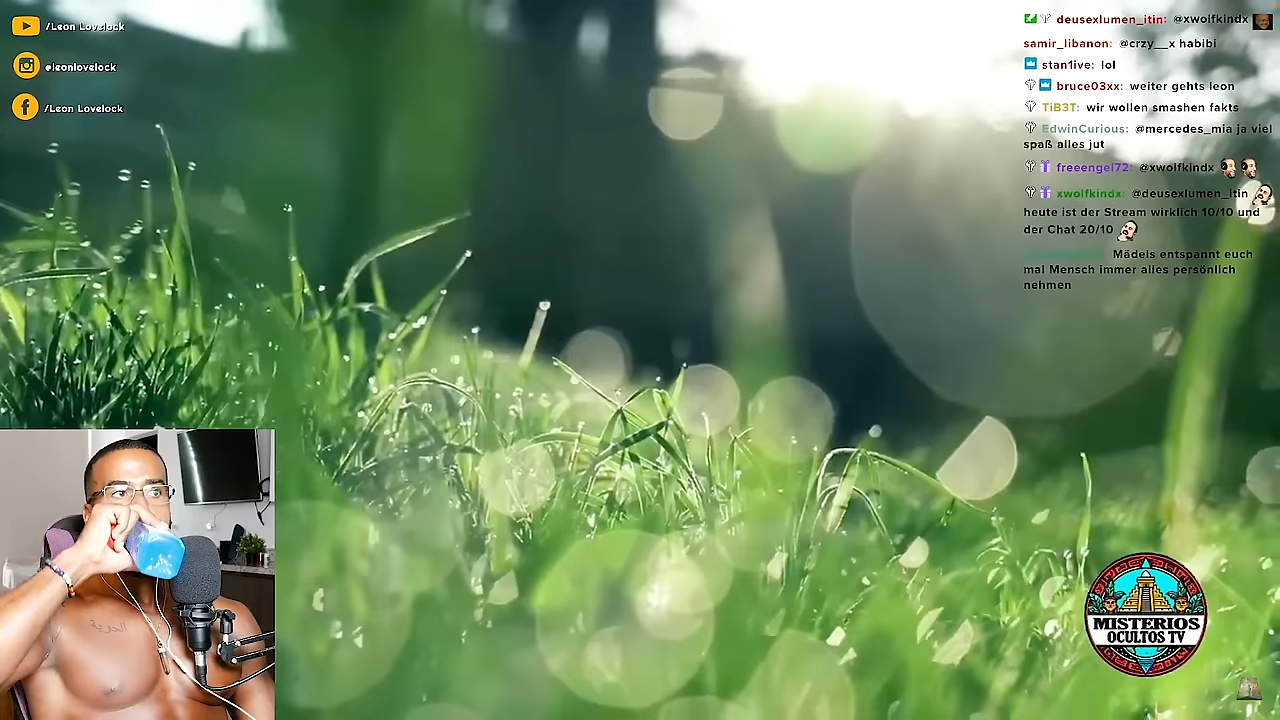 /Leon Lovelock
@leonlovelock
/Leon Lovelock
deusexlumen_itin: @xwolfkindx
samir_libanon: @crzy__x habibi
stan1ive: lol
bruce03xx: weiter gehts leon
TiB3T: wir wollen smashen fakts
EdwinCurious: @mercedes_mia ja viel
spaß alles jut
freeengel72: @xwolfkindx
xwolfkindx: @deusexlumen_itin
heute ist der Stream wirklich 10/10 und
der Chat 20/10
Mädels entspannt euch
mal Mensch immer alles persönlich
nehmen
MISTERIOS
OCULTOS TV